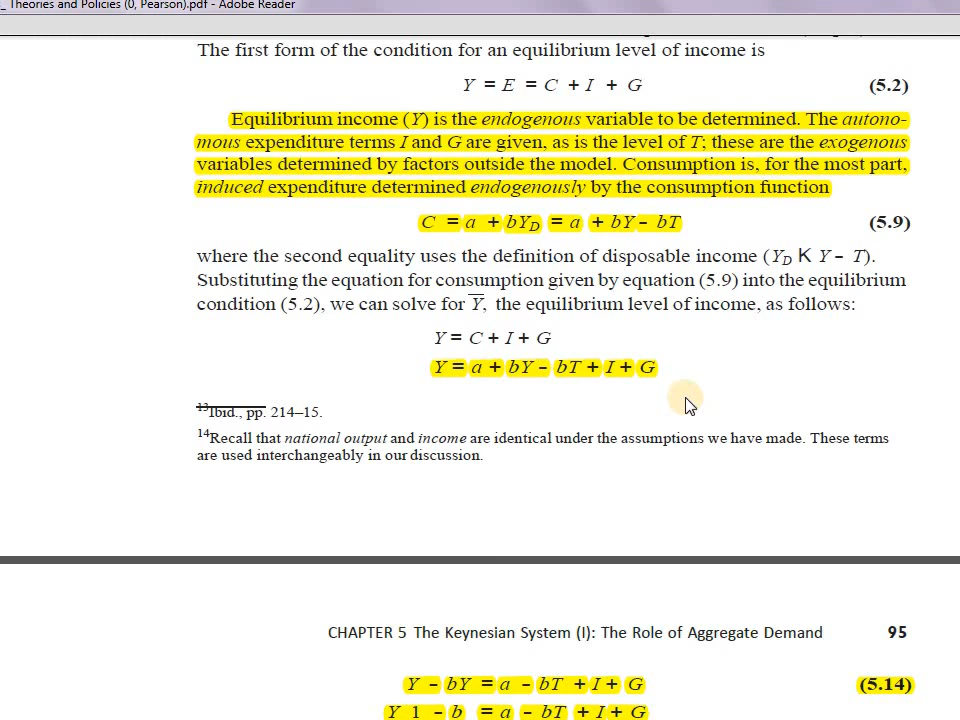 _ Theories and Policies (0, Pearson).pdf - Adobe Reader
The first form of the condition for an equilibrium level of income is
Y = E = C + I + G (5.2)
Equilibrium income (Y) is the endogenous variable to be determined. The autono-
mous expenditure terms I and G are given, as is the level of T; these are the exogenous
variables determined by factors outside the model. Consumption is, for the most part,
induced expenditure determined endogenously by the consumption function
C = a + bYD = a + bY – bT (5.9)
where the second equality uses the definition of disposable income (YD K Y – T).
Substituting the equation for consumption given by equation (5.9) into the equilibrium
condition (5.2), we can solve for Y, the equilibrium level of income, as follows:
Y = C + I + G
Y = a + bY – bT + I + G
13Ibid., pp. 214–15.
14Recall that national output and income are identical under the assumptions we have made. These terms
are used interchangeably in our discussion.
CHAPTER 5 The Keynesian System (I): The Role of Aggregate Demand 95
Y – bY = a – bT + I + G (5.14)
Y 1 – b = a – bT + I + G